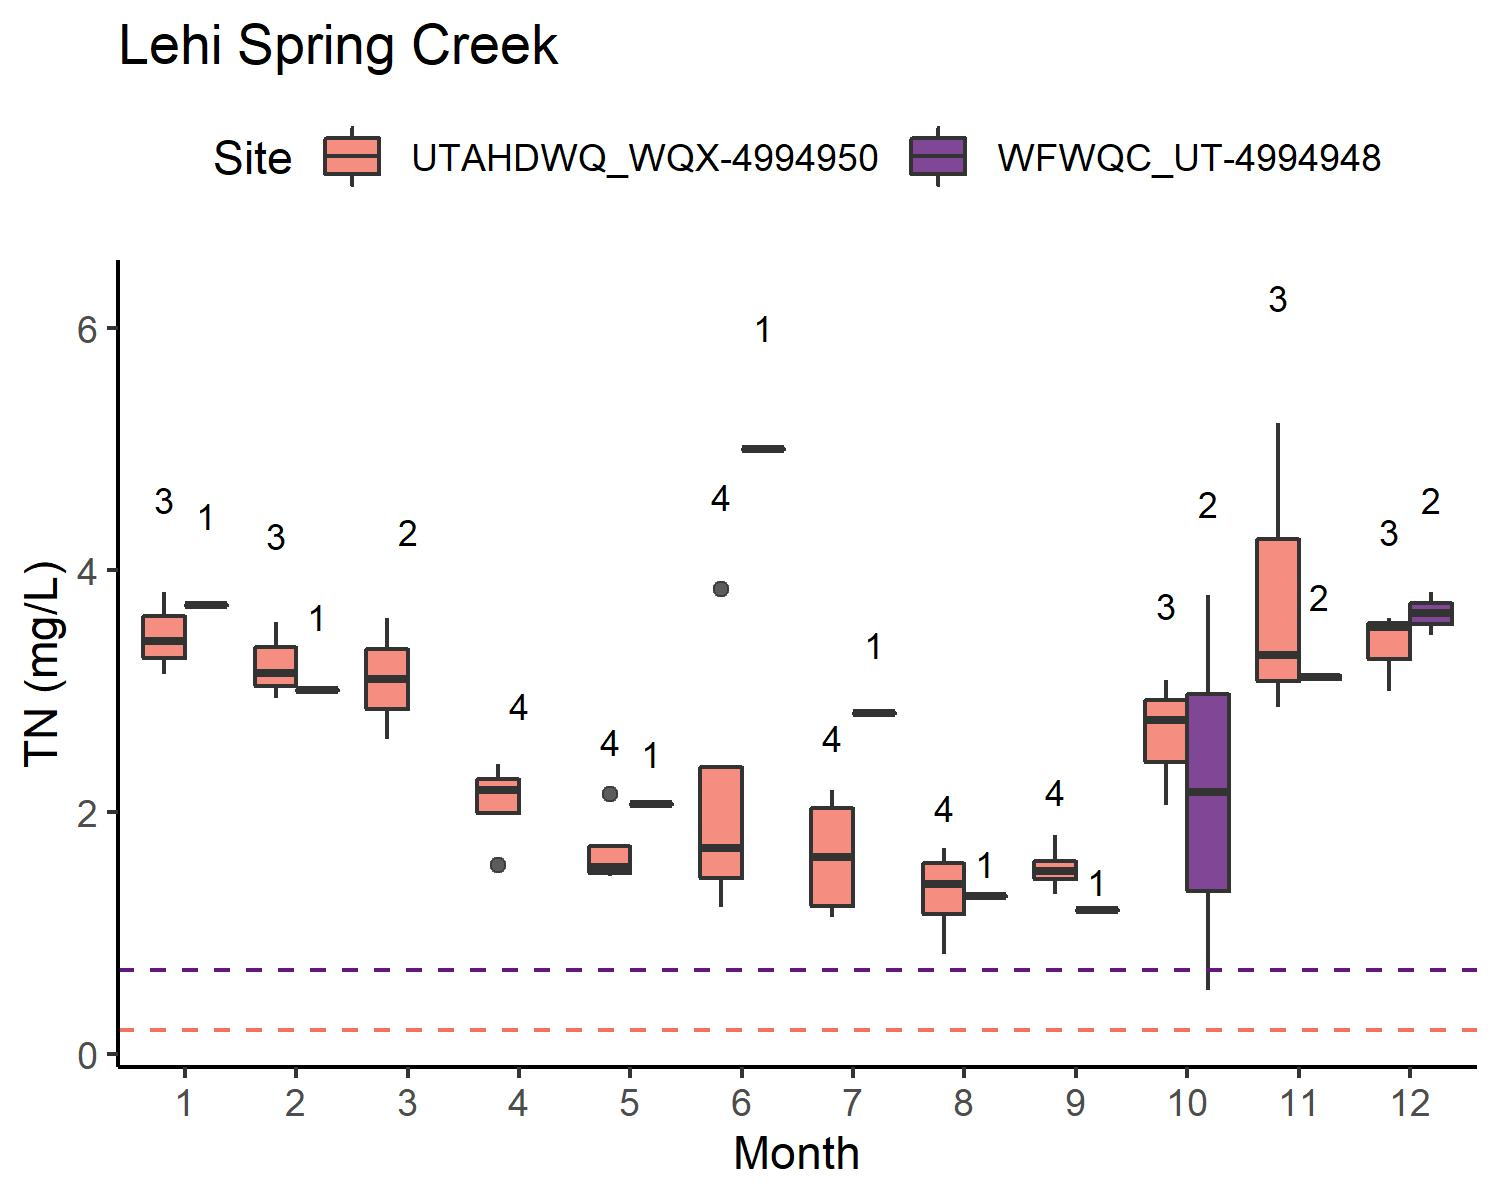 Lehi Spring Creek
Site UTAHDWQ_WQX-4994950 WFWQC_UT-4994948
TN (mg/L)
6
4
2
0
3 1 3 1 2 4 4 1 4 1 4 1 4 1 4 1 3 2 3 2 3 2
1 2 3 4 5 6 7 8 9 10 11 12
Month